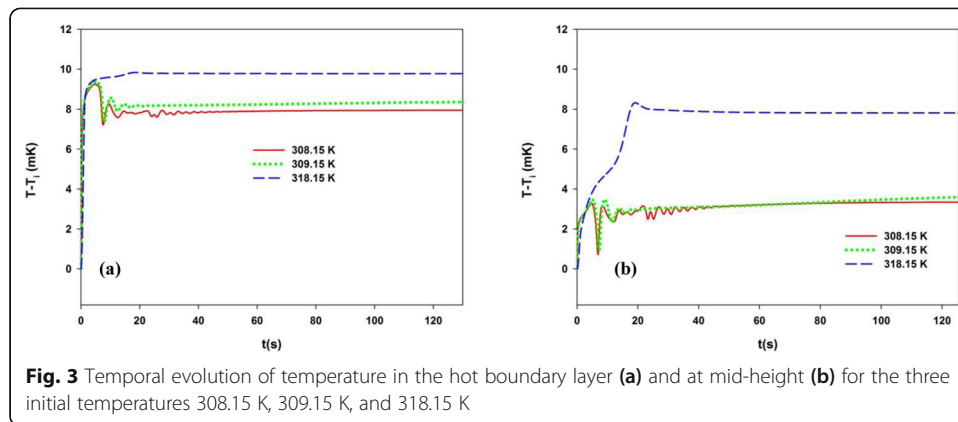 12
10
8
6
4
2
0
T-Ti (mK)
308.15 K
309.15 K
318.15 K
(a)
0 20 40 60 80 100 120
t(s)
12
10
8
6
4
2
0
T-Ti (mK)
308.15 K
309.15 K
318.15 K
(b)
0 20 40 60 80 100 120
t(s)
Fig. 3 Temporal evolution of temperature in the hot boundary layer (a) and at mid-height (b) for the three
initial temperatures 308.15 K, 309.15 K, and 318.15 K